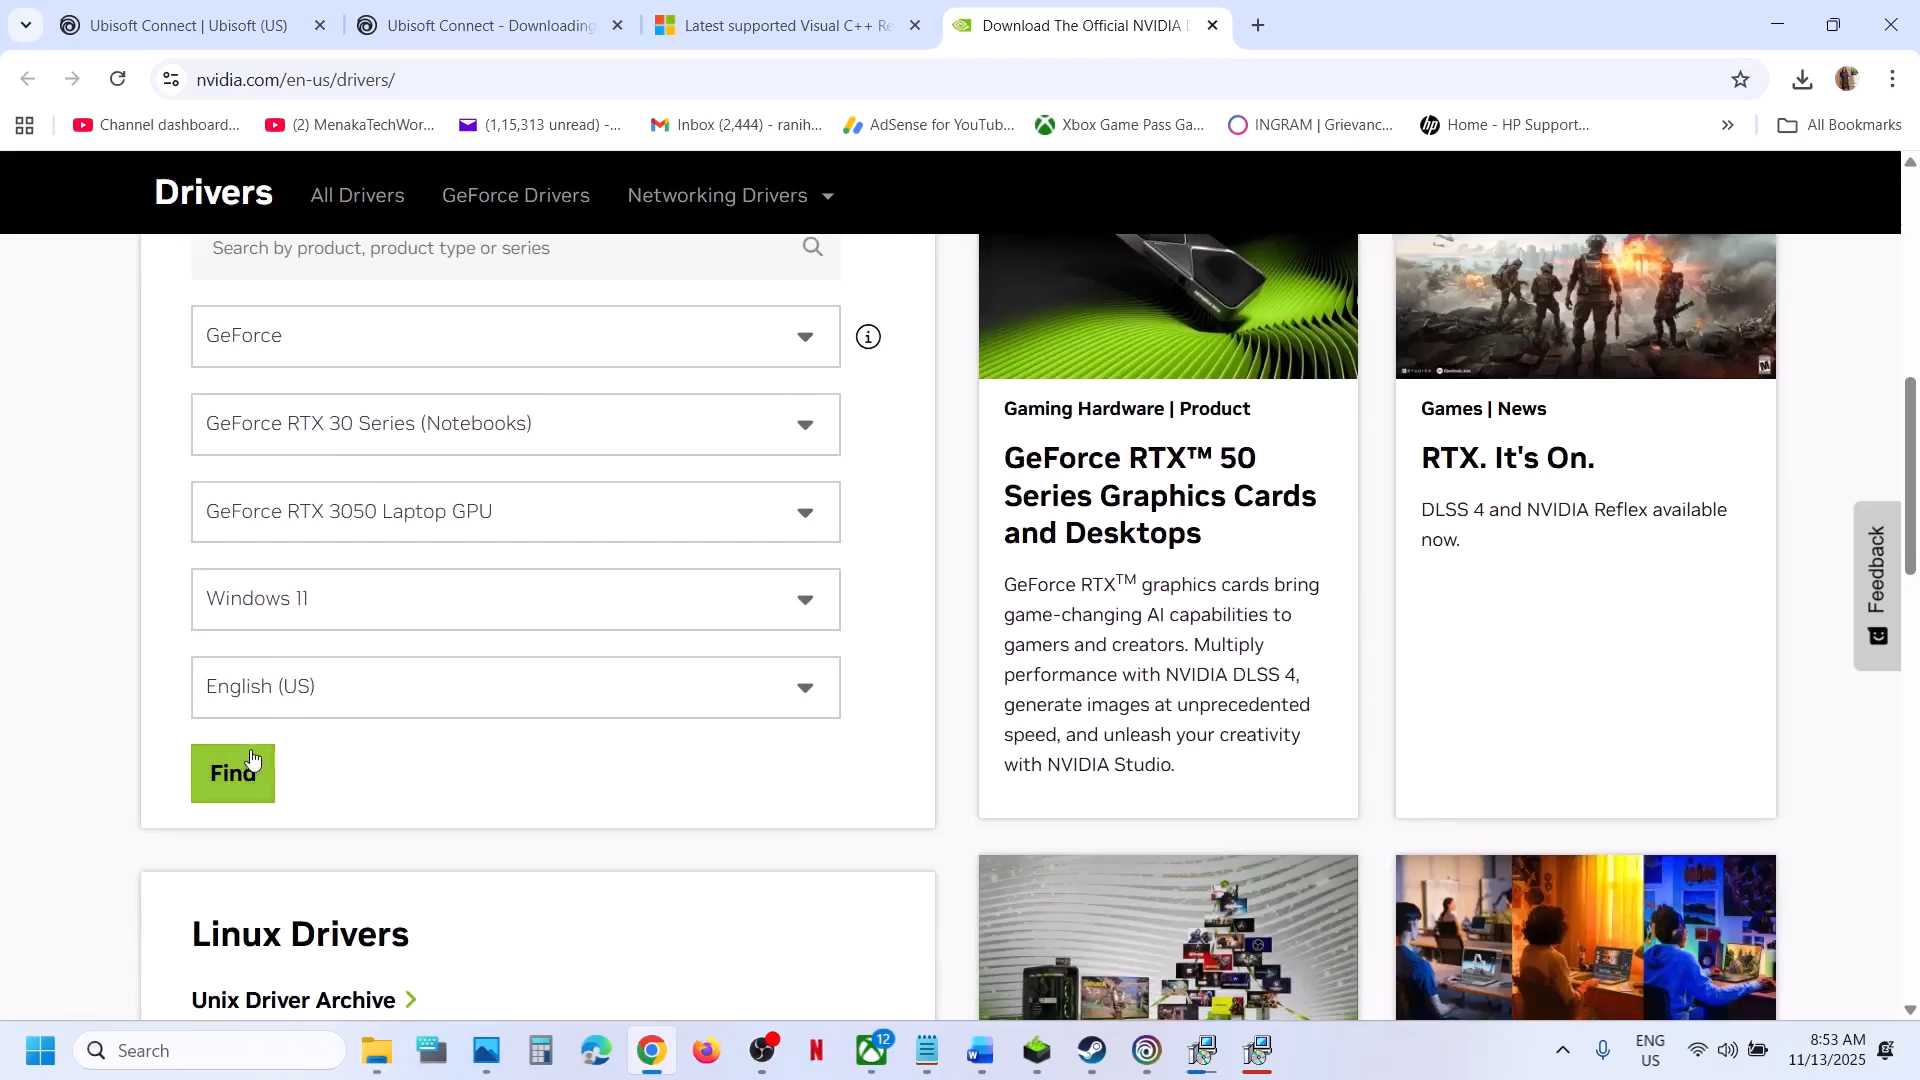 Ubisoft Connect | Ubisoft (US)
Ubisoft Connect - Downloading
Latest supported Visual C++ Re
Download The Official NVIDIA D
nvidia.com/en-us/drivers/
Channel dashboard...
(2) MenakaTechWor...
(1,15,313 unread) -...
Inbox (2,444) - ranih...
AdSense for YouTub...
Xbox Game Pass Ga...
INGRAM | Grievanc...
Home - HP Support...
All Bookmarks
Drivers
All Drivers
GeForce Drivers
Networking Drivers
Search by product, product type or series
GeForce
GeForce RTX 30 Series (Notebooks)
GeForce RTX 3050 Laptop GPU
Windows 11
English (US)
Find
Linux Drivers
Unix Driver Archive
Gaming Hardware | Product
GeForce RTX™ 50
Series Graphics Cards
and Desktops
GeForce RTX™ graphics cards bring
game-changing AI capabilities to
gamers and creators. Multiply
performance with NVIDIA DLSS 4,
generate images at unprecedented
speed, and unleash your creativity
with NVIDIA Studio.
Games | News
RTX. It's On.
DLSS 4 and NVIDIA Reflex available
now.
Feedback
Search
12
ENG
US
8:53 AM
11/13/2025